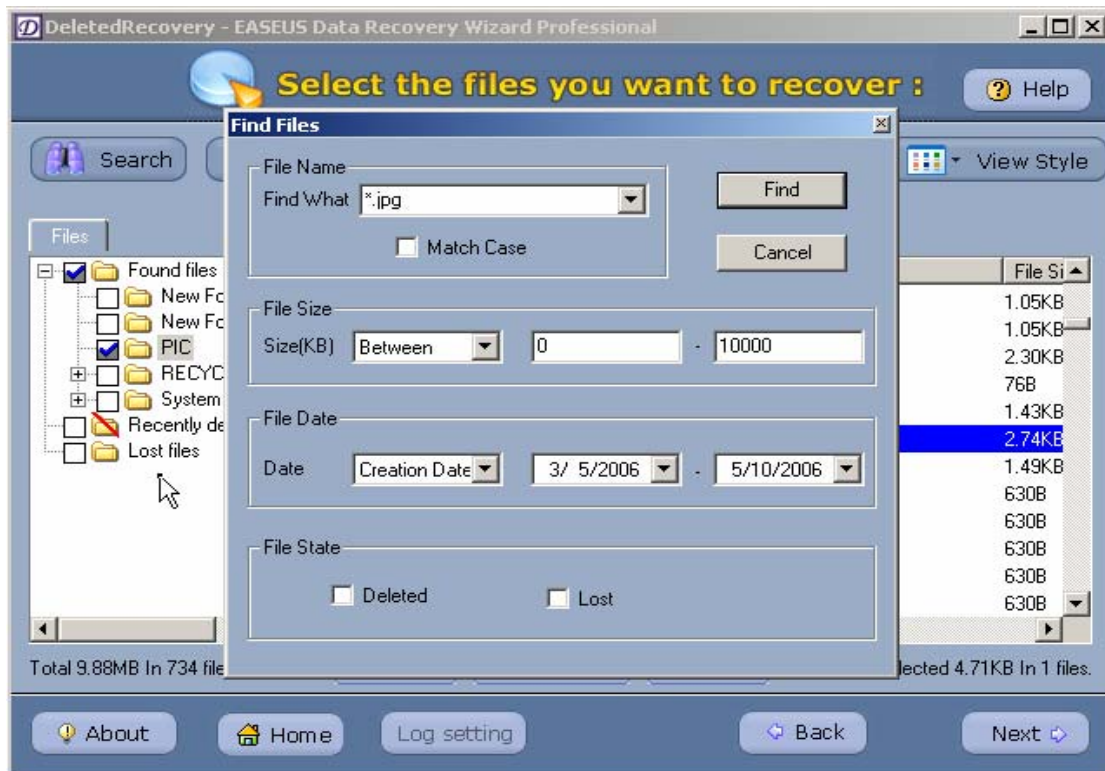 DeletedRecovery - EASEUS Data Recovery Wizard Professional
Select the files you want to recover :
Help
Search
View Style
Files
Found files
New Fo
New Fo
PIC
RECYC
System
Recently de
Lost files
Find Files
File Name
Find What *.jpg
Match Case
Find
Cancel
File Size
Size(KB) Between 0 - 10000
File Date
Date Creation Date 3/ 5/2006 - 5/10/2006
File State
Deleted Lost
File Si
1.05KB
1.05KB
2.30KB
76B
1.43KB
2.74KB
1.49KB
630B
630B
630B
630B
630B
Total 9.88MB In 734 file
lected 4.71KB In 1 files.
About Home Log setting Back Next